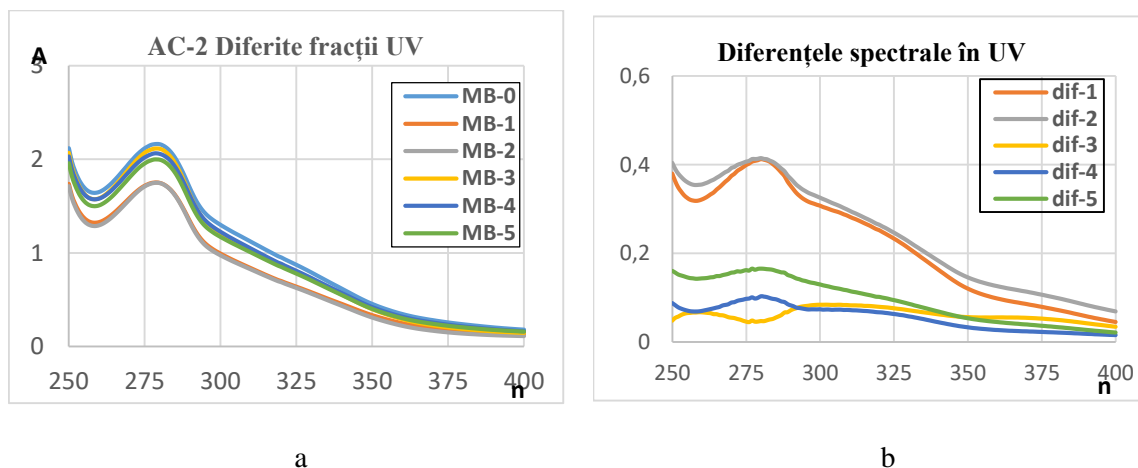 AC-2 Diferite fracții UV
A
3
2
1
0
250 275 300 325 350 375 400
n
MB-0
MB-1
MB-2
MB-3
MB-4
MB-5
a
Diferențele spectrale în UV
0,6
0,4
0,2
0
250 275 300 325 350 375 400
n
dif-1
dif-2
dif-3
dif-4
dif-5
b